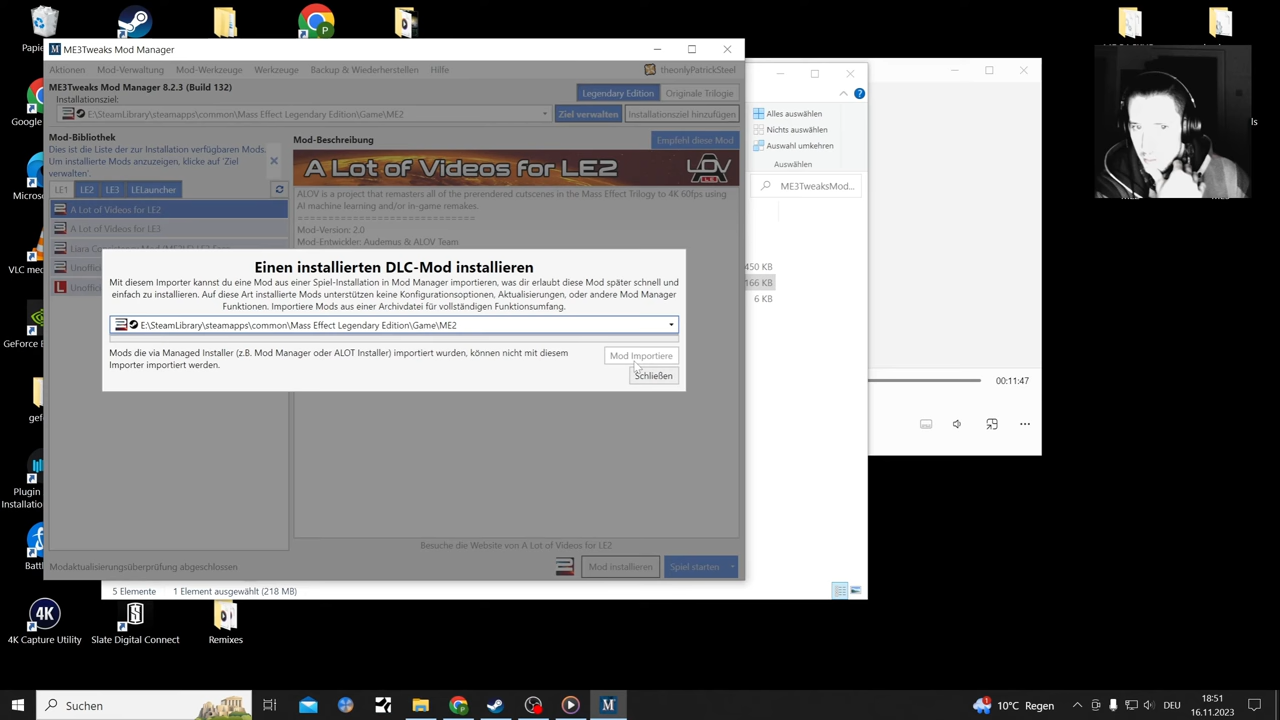 Papie
ME3Tweaks Mod Manager
Aktionen Mod-Verwaltung Mod-Werkzeuge Werkzeuge Backup & Wiederherstellen Hilfe theonlyPatrickSteel
ME3Tweaks Mod Manager 8.2.3 (Build 132)
Legendary Edition Originale Trilogie
Installationsziel:
E:\SteamLibrary\steamapps\common\Mass Effect Legendary Edition\Game\ME2 Ziel verwalten Installationsziel hinzufügen
Mod-Bibliothek
Dies ist die Liste der zur Installation verfügbaren Mods.
Um installierte Mods anzuzeigen, klicke auf 'Ziel
verwalten'.
LE1 LE2 LE3 LELauncher
A Lot of Videos for LE2
A Lot of Videos for LE3
Mod-Beschreibung Empfehl diese Mod
A Lot of Videos for LE2
ALOV is a project that remasters all of the prerendered cutscenes in the Mass Effect Trilogy to 4K 60fps using
AI machine learning and/or in-game remakes.
===========================
Mod-Version: 2.0
Mod-Entwickler: Audemus & ALOV Team
Einen installierten DLC-Mod installieren
Mit diesem Importer kannst du eine Mod aus einer Spiel-Installation in Mod Manager importieren, was dir erlaubt diese Mod später schnell und
einfach zu installieren. Auf diese Art installierte Mods unterstützen keine Konfigurationsoptionen, Aktualisierungen, oder andere Mod Manager
Funktionen. Importiere Mods aus einer Archivdatei für vollständigen Funktionsumfang.
E:\SteamLibrary\steamapps\common\Mass Effect Legendary Edition\Game\ME2
Mods die via Managed Installer (z.B. Mod Manager oder ALOT Installer) importiert wurden, können nicht mit diesem
Importer importiert werden.
Mod Importiere
Schließen
Besuche die Website von A Lot of Videos for LE2
Modaktualisierungsüberprüfung abgeschlossen Mod installieren Spiel starten
5 Elemente 1 Element ausgewählt (218 MB)
Alles auswählen
Nichts auswählen
Auswahl umkehren
Auswählen
ME3TweaksMod...
450 KB
166 KB
6 KB
00:11:47
Google
Microso
VLC med
GeForce E
gefo
Plugin
Installation
Battl
4K
4K Capture Utility Slate Digital Connect Remixes
Suchen
10°C Regen DEU 18:51
16.11.2023